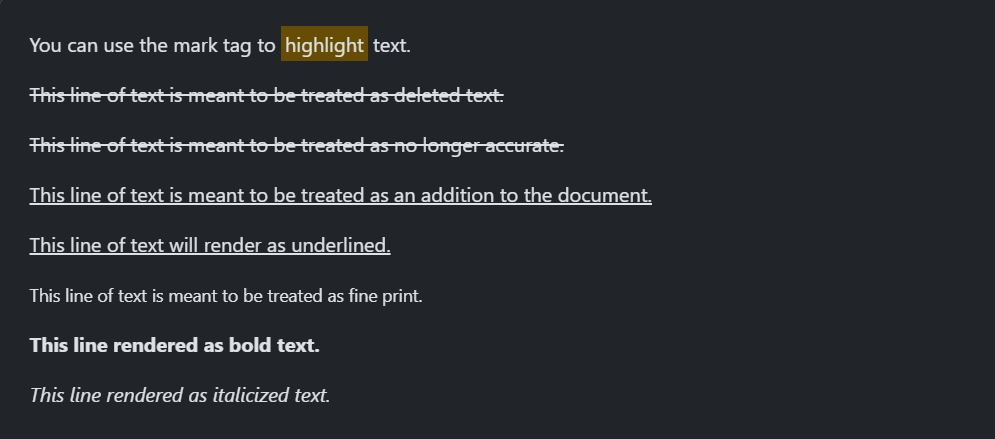 You can use the mark tag to highlight text.
This line of text is meant to be treated as deleted text.
This line of text is meant to be treated as no longer accurate.
This line of text is meant to be treated as an addition to the document.
This line of text will render as underlined.
This line of text is meant to be treated as fine print.
This line rendered as bold text.
This line rendered as italicized text.